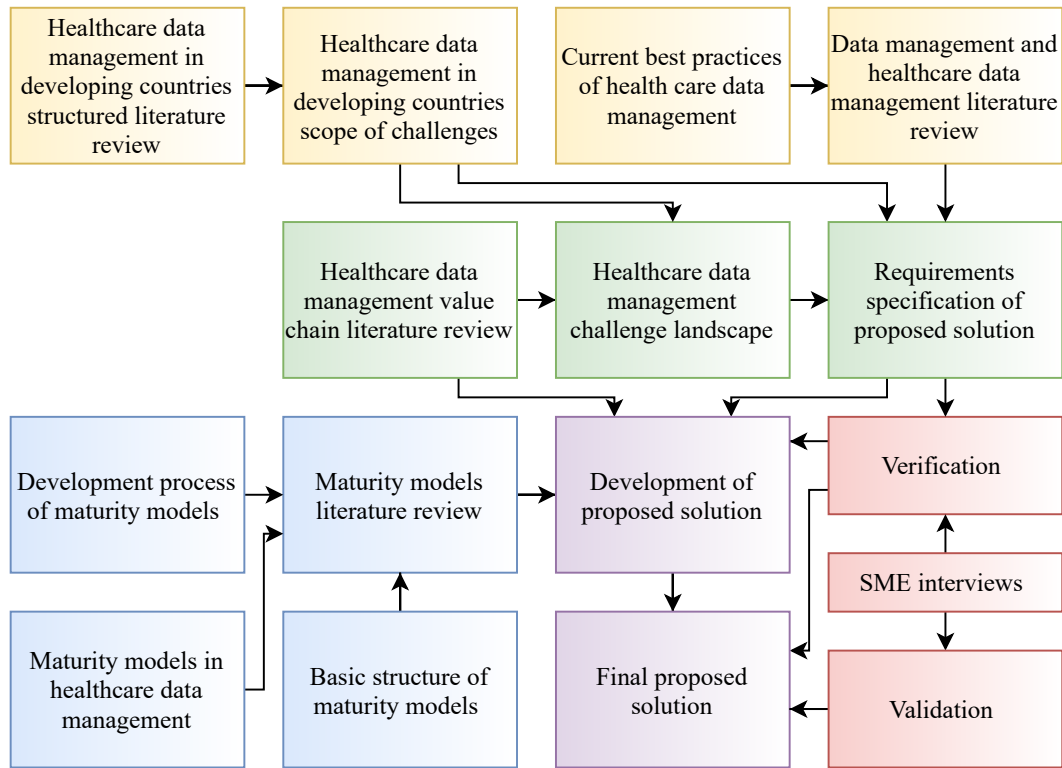 Healthcare data
management in
developing countries
structured literature
review
Healthcare data
management in
developing countries
scope of challenges
Current best practices
of health care data
management
Data management and
healthcare data
management literature
review
Healthcare data
management value
chain literature review
Healthcare data
management
challenge landscape
Requirements
specification of
proposed solution
Development process
of maturity models
Maturity models
literature review
Development of
proposed solution
Verification
SME interviews
Maturity models in
healthcare data
management
Basic structure of
maturity models
Final proposed
solution
Validation